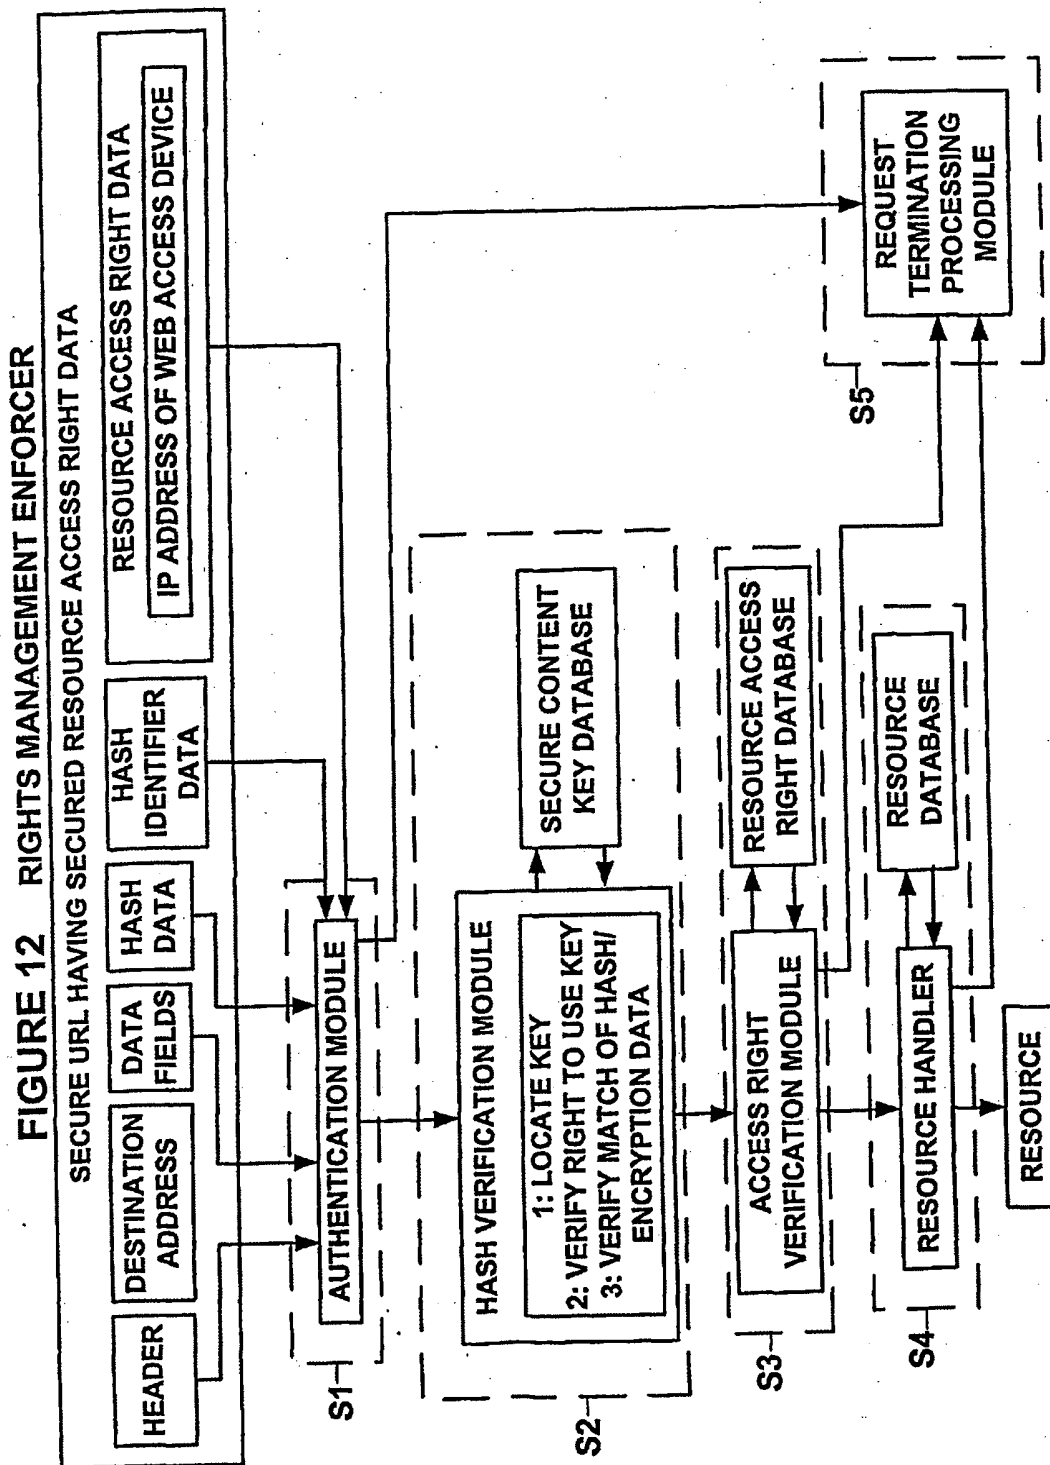 FIGURE 12 RIGHTS MANAGEMENT ENFORCER
SECURE URL HAVING SECURED RESOURCE ACCESS RIGHT DATA
HEADER
DESTINATION
ADDRESS
DATA
FIELDS
HASH
DATA
HASH
IDENTIFIER
DATA
RESOURCE ACCESS RIGHT DATA
IP ADDRESS OF WEB ACCESS DEVICE
S1
AUTHENTICATION MODULE
S2
HASH VERIFICATION MODULE
1: LOCATE KEY
2: VERIFY RIGHT TO USE KEY
3: VERIFY MATCH OF HASH/
ENCRYPTION DATA
SECURE CONTENT
KEY DATABASE
S3
ACCESS RIGHT
VERIFICATION MODULE
RESOURCE ACCESS
RIGHT DATABASE
S4
RESOURCE HANDLER
RESOURCE
DATABASE
S5
REQUEST
TERMINATION
PROCESSING
MODULE
RESOURCE